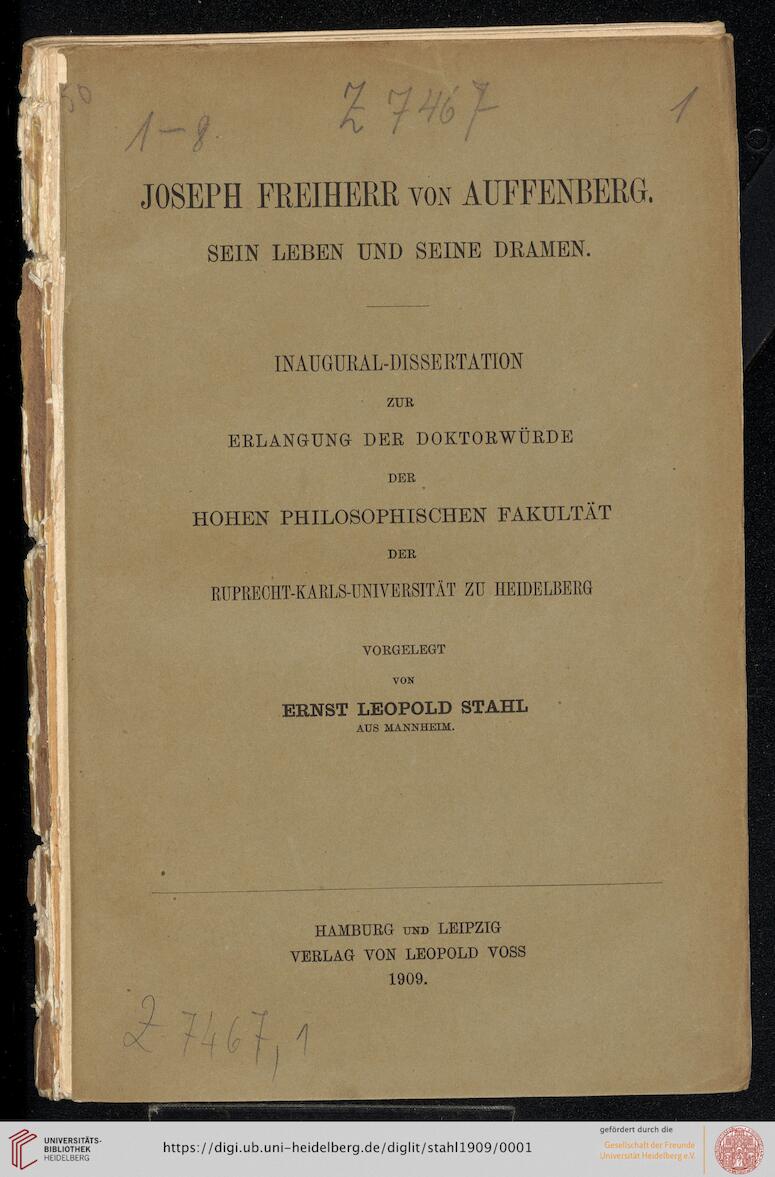 50
1-8.
Z 7467
1
JOSEPH FREIHERR VON AUFFENBERG.
SEIN LEBEN UND SEINE DRAMEN.
INAUGURAL-DISSERTATION
ZUR
ERLANGUNG DER DOKTORWÜRDE
DER
HOHEN PHILOSOPHISCHEN FAKULTÄT
DER
RUPRECHT-KARLS-UNIVERSITÄT ZU HEIDELBERG
VORGELEGT
VON
ERNST LEOPOLD STAHL
AUS MANNHEIM.
HAMBURG UND LEIPZIG
VERLAG VON LEOPOLD VOSS
1909.
Z 7467, 1
UNIVERSITÄTS-
BIBLIOTHEK
HEIDELBERG
https://digi.ub.uni-heidelberg.de/diglit/stahl1909/0001
gefördert durch die
Gesellschaft der Freunde
Universität Heidelberg e.V.